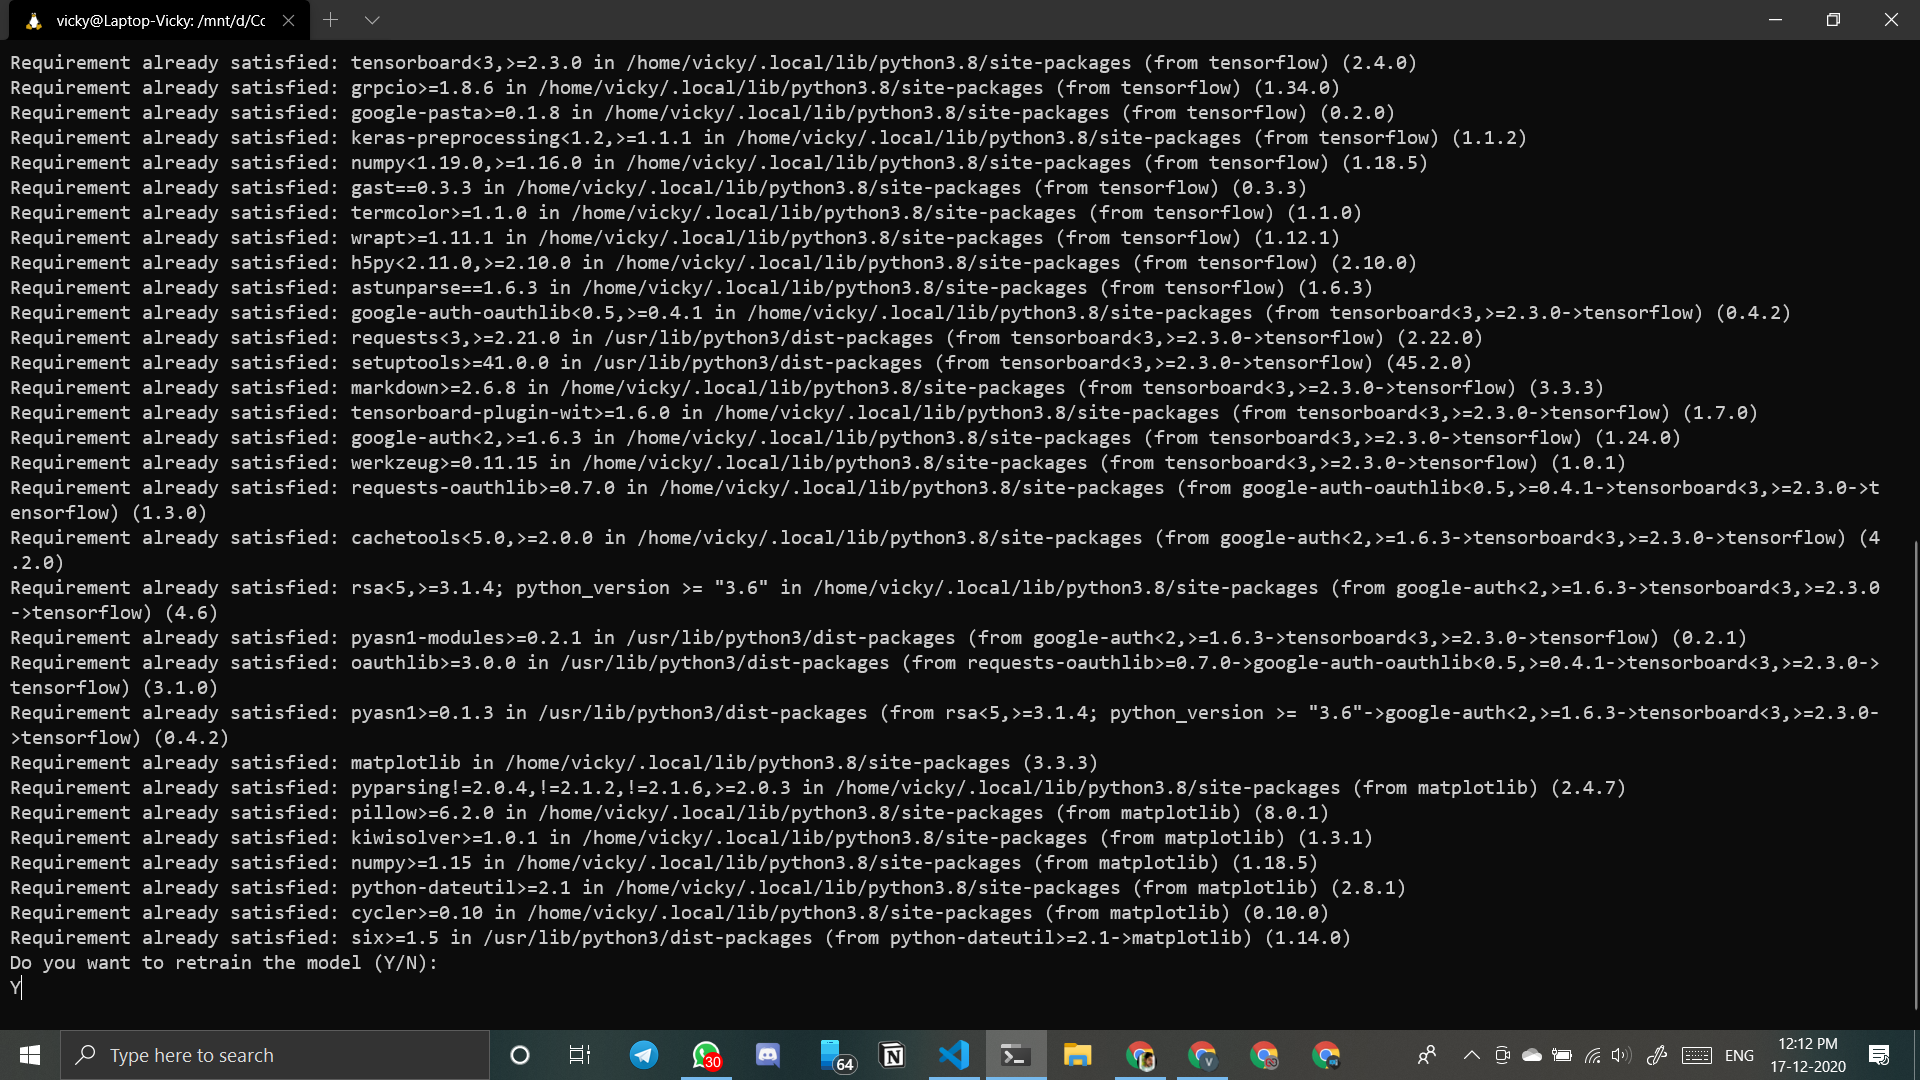 vicky@Laptop-Vicky: /mnt/d/Cc
Requirement already satisfied: tensorboard<3,>=2.3.0 in /home/vicky/.local/lib/python3.8/site-packages (from tensorflow) (2.4.0)
Requirement already satisfied: grpcio>=1.8.6 in /home/vicky/.local/lib/python3.8/site-packages (from tensorflow) (1.34.0)
Requirement already satisfied: google-pasta>=0.1.8 in /home/vicky/.local/lib/python3.8/site-packages (from tensorflow) (0.2.0)
Requirement already satisfied: keras-preprocessing<1.2,>=1.1.1 in /home/vicky/.local/lib/python3.8/site-packages (from tensorflow) (1.1.2)
Requirement already satisfied: numpy<1.19.0,>=1.16.0 in /home/vicky/.local/lib/python3.8/site-packages (from tensorflow) (1.18.5)
Requirement already satisfied: gast==0.3.3 in /home/vicky/.local/lib/python3.8/site-packages (from tensorflow) (0.3.3)
Requirement already satisfied: termcolor>=1.1.0 in /home/vicky/.local/lib/python3.8/site-packages (from tensorflow) (1.1.0)
Requirement already satisfied: wrapt>=1.11.1 in /home/vicky/.local/lib/python3.8/site-packages (from tensorflow) (1.12.1)
Requirement already satisfied: h5py<2.11.0,>=2.10.0 in /home/vicky/.local/lib/python3.8/site-packages (from tensorflow) (2.10.0)
Requirement already satisfied: astunparse==1.6.3 in /home/vicky/.local/lib/python3.8/site-packages (from tensorflow) (1.6.3)
Requirement already satisfied: google-auth-oauthlib<0.5,>=0.4.1 in /home/vicky/.local/lib/python3.8/site-packages (from tensorboard<3,>=2.3.0->tensorflow) (0.4.2)
Requirement already satisfied: requests<3,>=2.21.0 in /usr/lib/python3/dist-packages (from tensorboard<3,>=2.3.0->tensorflow) (2.22.0)
Requirement already satisfied: setuptools>=41.0.0 in /usr/lib/python3/dist-packages (from tensorboard<3,>=2.3.0->tensorflow) (45.2.0)
Requirement already satisfied: markdown>=2.6.8 in /home/vicky/.local/lib/python3.8/site-packages (from tensorboard<3,>=2.3.0->tensorflow) (3.3.3)
Requirement already satisfied: tensorboard-plugin-wit>=1.6.0 in /home/vicky/.local/lib/python3.8/site-packages (from tensorboard<3,>=2.3.0->tensorflow) (1.7.0)
Requirement already satisfied: google-auth<2,>=1.6.3 in /home/vicky/.local/lib/python3.8/site-packages (from tensorboard<3,>=2.3.0->tensorflow) (1.24.0)
Requirement already satisfied: werkzeug>=0.11.15 in /home/vicky/.local/lib/python3.8/site-packages (from tensorboard<3,>=2.3.0->tensorflow) (1.0.1)
Requirement already satisfied: requests-oauthlib>=0.7.0 in /home/vicky/.local/lib/python3.8/site-packages (from google-auth-oauthlib<0.5,>=0.4.1->tensorboard<3,>=2.3.0->t
ensorflow) (1.3.0)
Requirement already satisfied: cachetools<5.0,>=2.0.0 in /home/vicky/.local/lib/python3.8/site-packages (from google-auth<2,>=1.6.3->tensorboard<3,>=2.3.0->tensorflow) (4
.2.0)
Requirement already satisfied: rsa<5,>=3.1.4; python_version >= "3.6" in /home/vicky/.local/lib/python3.8/site-packages (from google-auth<2,>=1.6.3->tensorboard<3,>=2.3.0
->tensorflow) (4.6)
Requirement already satisfied: pyasn1-modules>=0.2.1 in /usr/lib/python3/dist-packages (from google-auth<2,>=1.6.3->tensorboard<3,>=2.3.0->tensorflow) (0.2.1)
Requirement already satisfied: oauthlib>=3.0.0 in /usr/lib/python3/dist-packages (from requests-oauthlib>=0.7.0->google-auth-oauthlib<0.5,>=0.4.1->tensorboard<3,>=2.3.0->
tensorflow) (3.1.0)
Requirement already satisfied: pyasn1>=0.1.3 in /usr/lib/python3/dist-packages (from rsa<5,>=3.1.4; python_version >= "3.6"->google-auth<2,>=1.6.3->tensorboard<3,>=2.3.0-
>tensorflow) (0.4.2)
Requirement already satisfied: matplotlib in /home/vicky/.local/lib/python3.8/site-packages (3.3.3)
Requirement already satisfied: pyparsing!=2.0.4,!=2.1.2,!=2.1.6,>=2.0.3 in /home/vicky/.local/lib/python3.8/site-packages (from matplotlib) (2.4.7)
Requirement already satisfied: pillow>=6.2.0 in /home/vicky/.local/lib/python3.8/site-packages (from matplotlib) (8.0.1)
Requirement already satisfied: kiwisolver>=1.0.1 in /home/vicky/.local/lib/python3.8/site-packages (from matplotlib) (1.3.1)
Requirement already satisfied: numpy>=1.15 in /home/vicky/.local/lib/python3.8/site-packages (from matplotlib) (1.18.5)
Requirement already satisfied: python-dateutil>=2.1 in /home/vicky/.local/lib/python3.8/site-packages (from matplotlib) (2.8.1)
Requirement already satisfied: cycler>=0.10 in /home/vicky/.local/lib/python3.8/site-packages (from matplotlib) (0.10.0)
Requirement already satisfied: six>=1.5 in /usr/lib/python3/dist-packages (from python-dateutil>=2.1->matplotlib) (1.14.0)
Do you want to retrain the model (Y/N):
Y
Type here to search
30
64
V
ENG
12:12 PM
17-12-2020